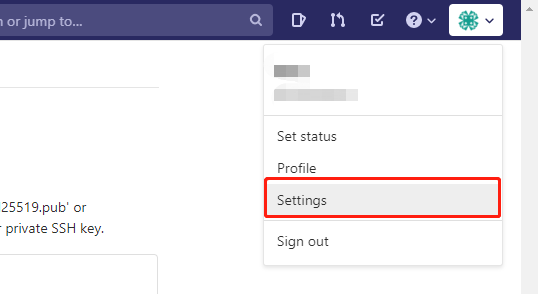 n or jump to...
Set status
Profile
Settings
25519.pub' or
private SSH key.
Sign out